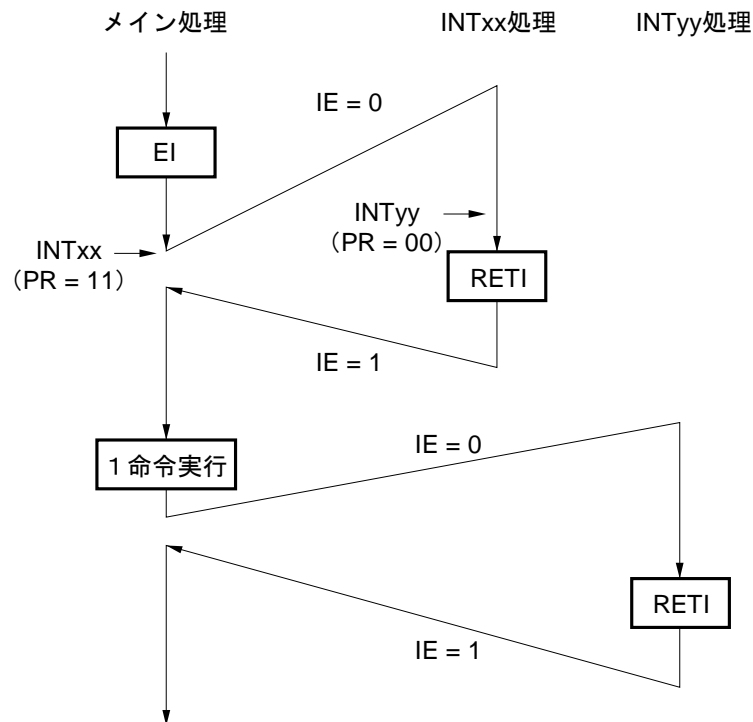 メイン処理
INTxx処理
INTyy処理
IE = 0
EI
INTxx
（PR = 11）
INTyy
（PR = 00）
RETI
IE = 1
１命令実行
IE = 0
RETI
IE = 1